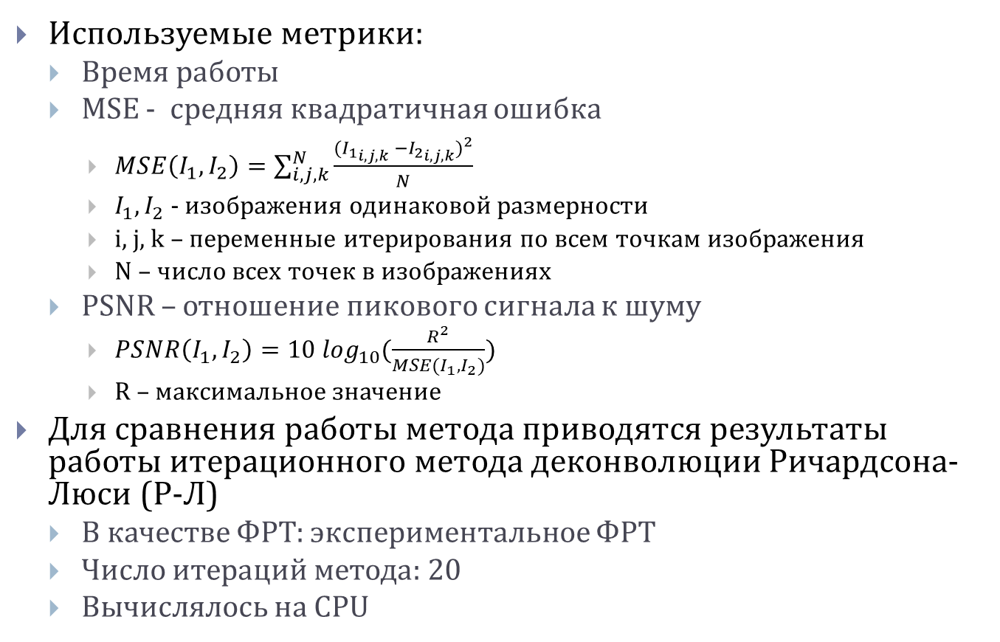 Используемые метрики:
Время работы
MSE - средняя квадратичная ошибка
$MSE(I_1, I_2) = \sum_{i,j,k}^{N} \frac{(I_{1_{i,j,k}} - I_{2_{i,j,k}})^2}{N}$
$I_1, I_2$ - изображения одинаковой размерности
i, j, k – переменные итерирования по всем точкам изображения
N – число всех точек в изображениях
PSNR – отношение пикового сигнала к шуму
$PSNR(I_1, I_2) = 10 \ log_{10}(\frac{R^2}{MSE(I_1,I_2)})$
R – максимальное значение
Для сравнения работы метода приводятся результаты
работы итерационного метода деконволюции Ричардсона-
Люси (Р-Л)
В качестве ФРТ: экспериментальное ФРТ
Число итераций метода: 20
Вычислялось на CPU